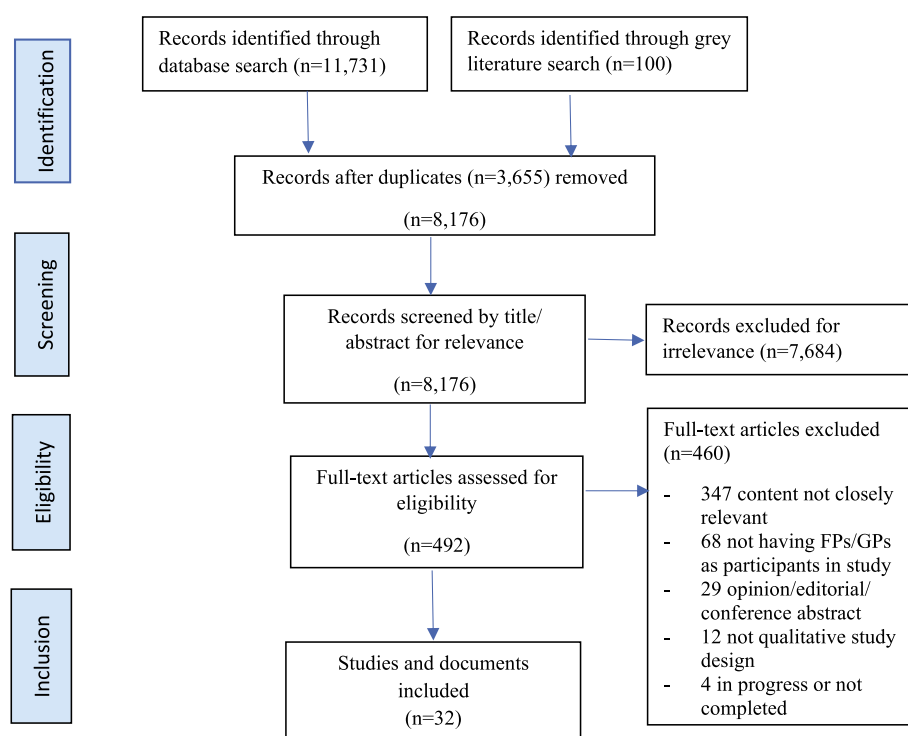 Identification
Records identified through
database search (n=11,731)
Records identified through grey
literature search (n=100)
Records after duplicates (n=3,655) removed
(n=8,176)
Screening
Records screened by title/
abstract for relevance
(n=8,176)
Records excluded for
irrelevance (n=7,684)
Eligibility
Full-text articles assessed for
eligibility
(n=492)
Full-text articles excluded
(n=460)
- 347 content not closely
relevant
- 68 not having FPs/GPs
as participants in study
- 29 opinion/editorial/
conference abstract
- 12 not qualitative study
design
- 4 in progress or not
completed
Inclusion
Studies and documents
included
(n=32)